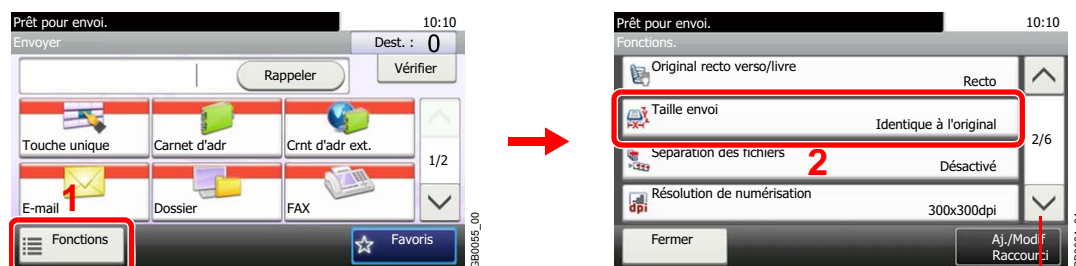 Prêt pour envoi.
10:10
Envoyer
Dest. : 0
Rappeler
Vérifier
Touche unique
Carnet d'adr
Crnt d'adr ext.
1/2
E-mail
1
Dossier
FAX
Fonctions
Favoris
GB0055_00
Prêt pour envoi.
10:10
Fonctions.
Original recto verso/livre
Recto
Taille envoi
Identique à l'original
2/6
Séparation des fichiers
2
Désactivé
Résolution de numérisation
dpi
300x300dpi
Fermer
Aj./Modif
Raccourci